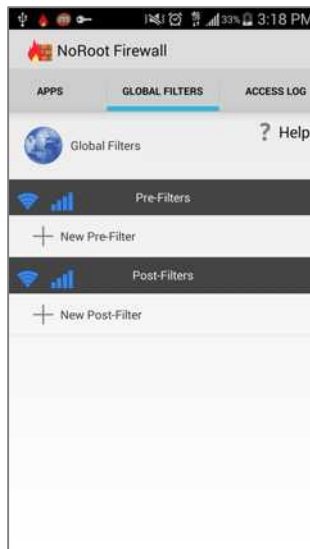 33% 3:18 PM
NoRoot Firewall
APPS GLOBAL FILTERS ACCESS LOG
Global Filters
? Help
Pre-Filters
New Pre-Filter
Post-Filters
New Post-Filter